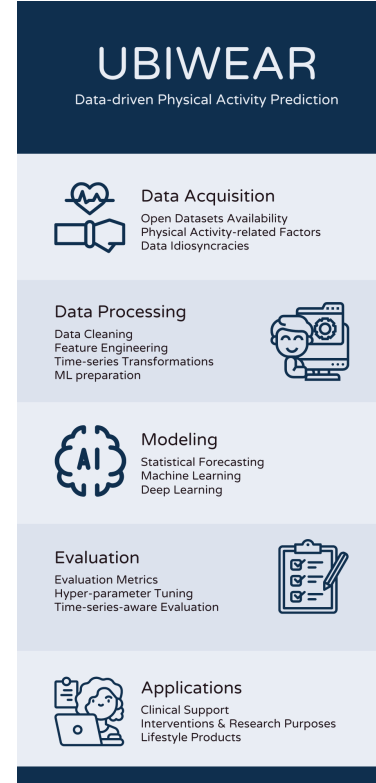 UBIWEAR
Data-driven Physical Activity Prediction
Data Acquisition
Open Datasets Availability
Physical Activity-related Factors
Data Idiosyncracies
Data Processing
Data Cleaning
Feature Engineering
Time-series Transformations
ML preparation
AI
Modeling
Statistical Forecasting
Machine Learning
Deep Learning
Evaluation
Evaluation Metrics
Hyper-parameter Tuning
Time-series-aware Evaluation
Applications
Clinical Support
Interventions & Research Purposes
Lifestyle Products